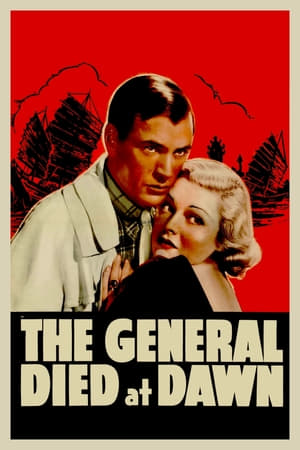 THE GENERAL
DIED at DAWN